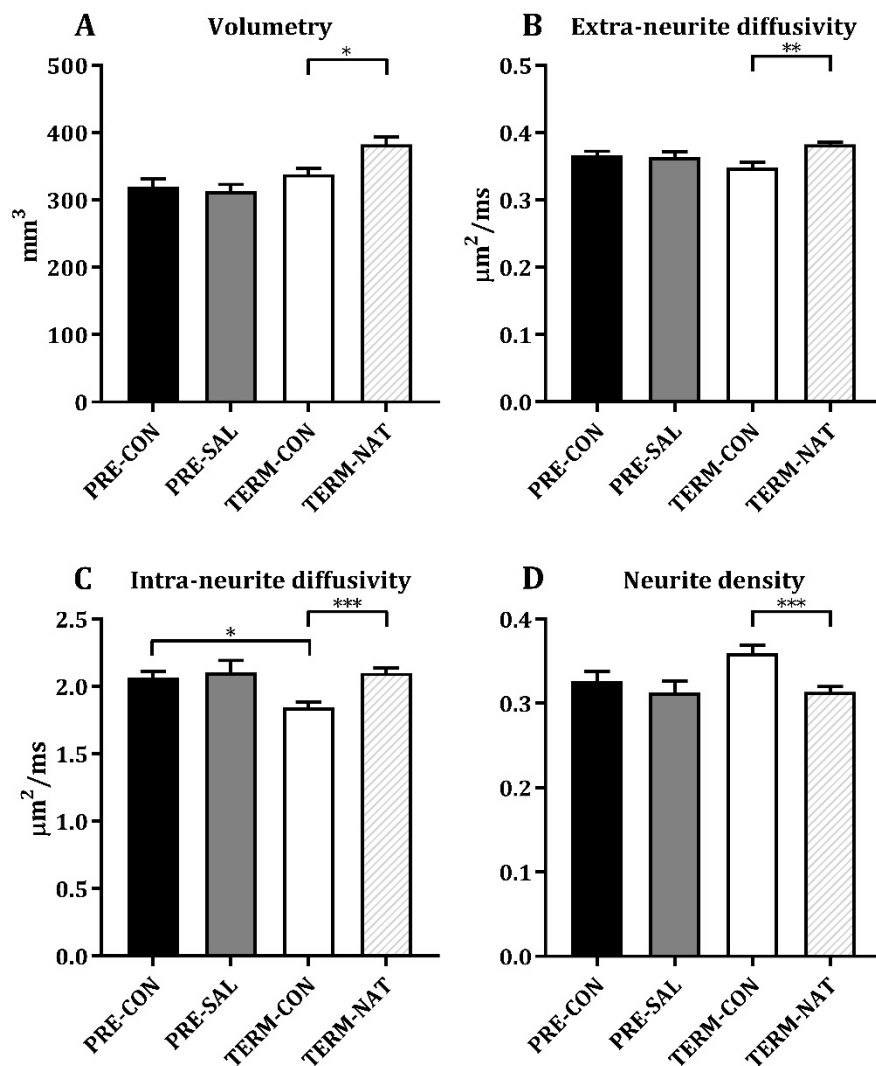 A Volumetry
500
400
300
200
100
0
mm³
*
PRE-CON
PRE-SAL
TERM-CON
TERM-NAT
B Extra-neurite diffusivity
0.5
0.4
0.3
0.2
0.1
0.0
μm²/ms
**
PRE-CON
PRE-SAL
TERM-CON
TERM-NAT
C Intra-neurite diffusivity
2.5
2.0
1.5
1.0
0.5
0.0
μm²/ms
*
***
PRE-CON
PRE-SAL
TERM-CON
TERM-NAT
D Neurite density
0.4
0.3
0.2
0.1
0.0
***
PRE-CON
PRE-SAL
TERM-CON
TERM-NAT